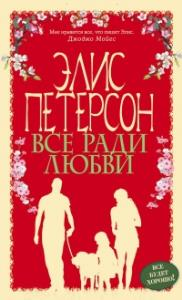 Мне нравится все, что пишет Элис.
Джоджо Мойес
ЭЛИС
ПЕТЕРСОН
ВСЕ РАДИ
ЛЮБВИ
ВСЕ
БУДЕТ
ХОРОШО!